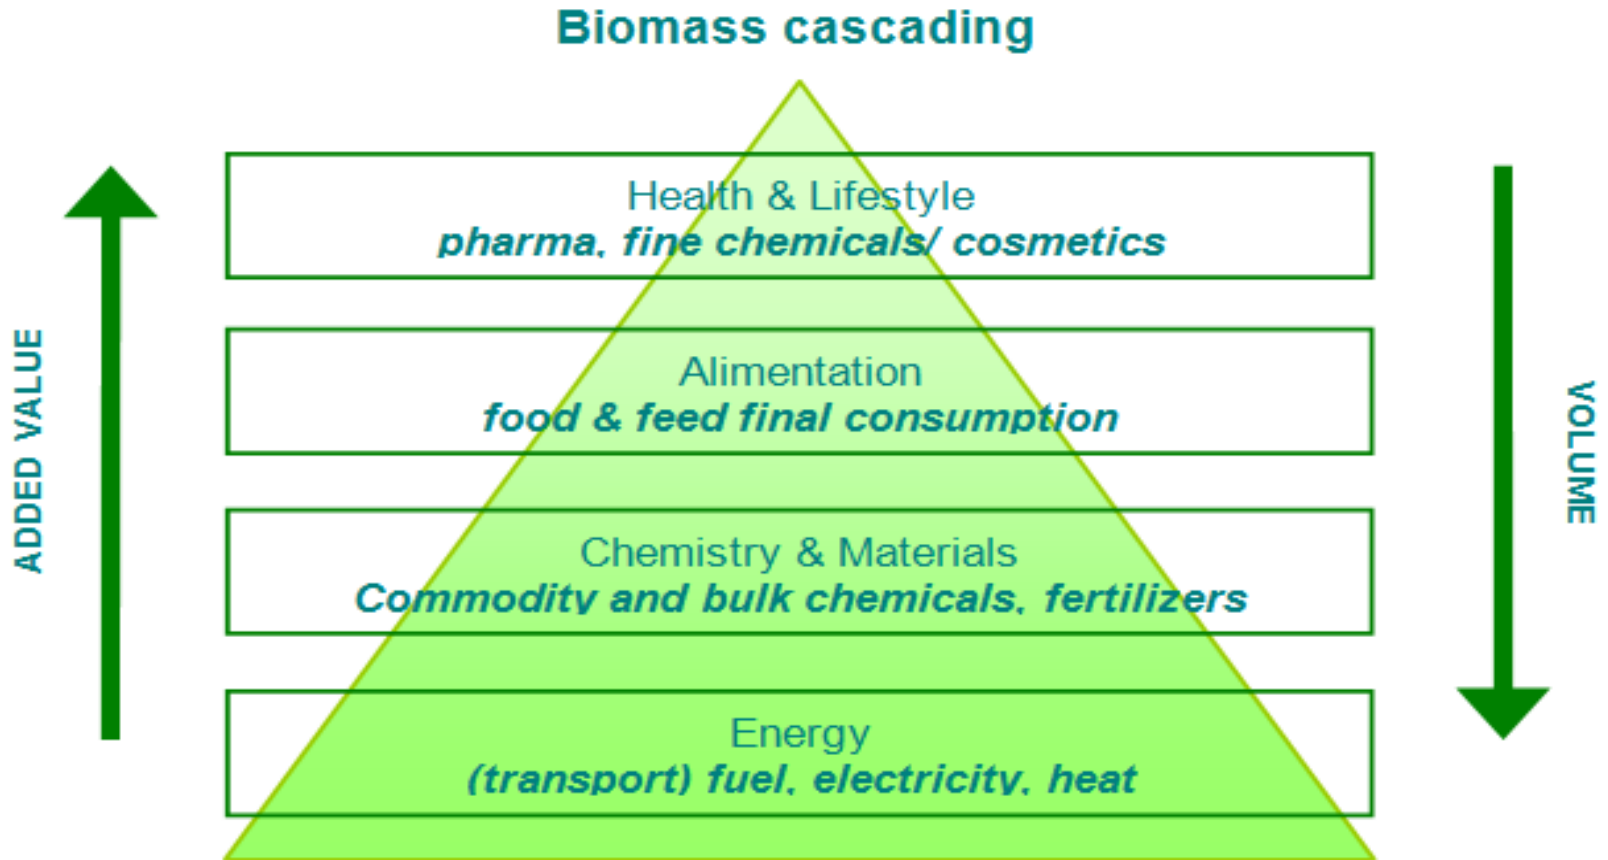 Biomass cascading
Health & Lifestyle
pharma, fine chemicals/ cosmetics
ADDED VALUE
Alimentation
food & feed final consumption
VOLUME
Chemistry & Materials
Commodity and bulk chemicals, fertilizers
Energy
(transport) fuel, electricity, heat